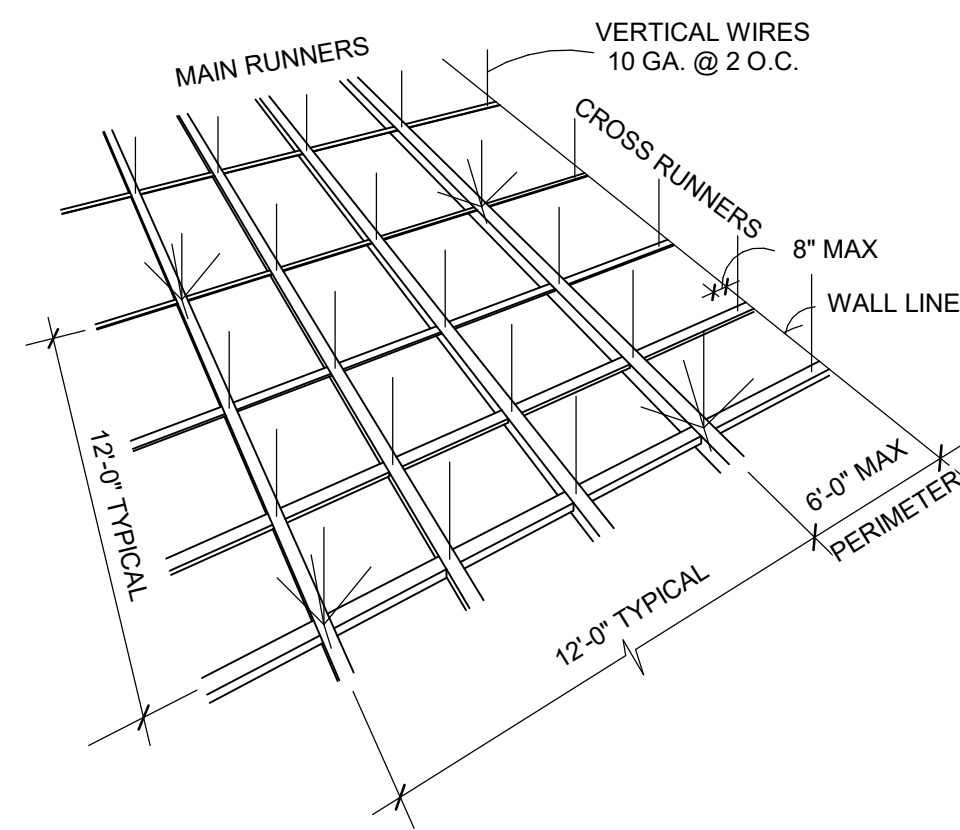 VERTICAL WIRES
10 GA. @ 2 O.C.
MAIN RUNNERS
CROSS RUNNERS
8" MAX
WALL LINE
12'-0" TYPICAL
6'-0" MAX
PERIMETER
12'-0" TYPICAL